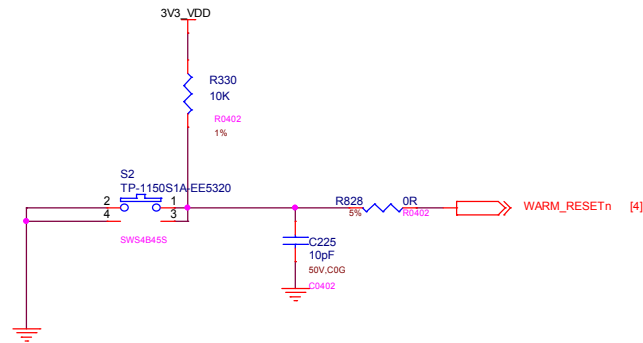 3V3_VDD
R330
10K
R0402
1%
S2
TP-1150S1A-EE5320
2 1
4 3
SWS4B45S
R828 0R
5% R0402
WARM_RESETn [4]
C225
10pF
50V,C0G
C0402